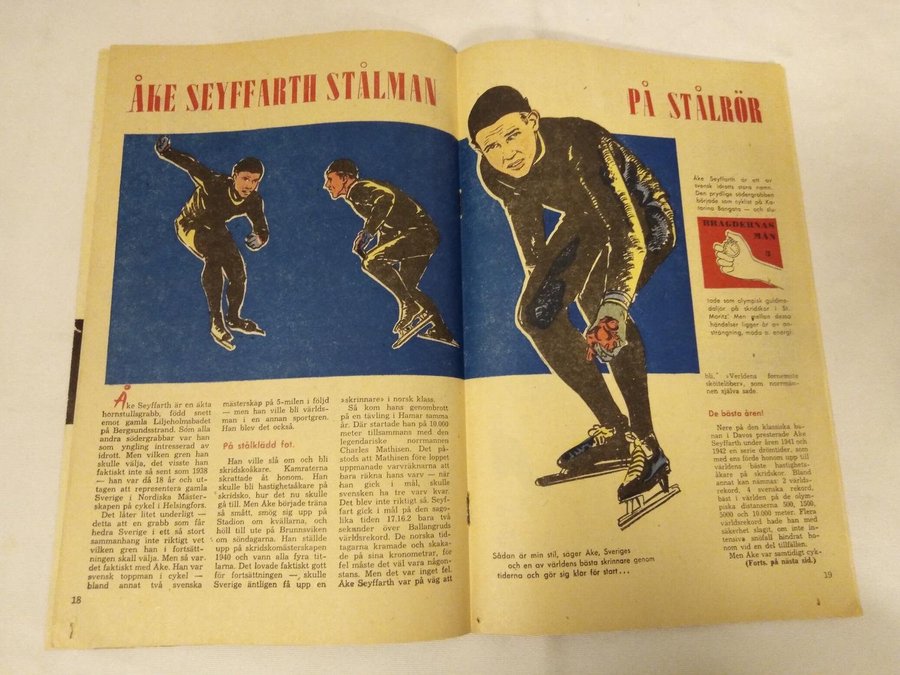 ÅKE SEYFFARTH STÅLMAN
PÅ STÅLRÖR
Åke Seyffarth är en äkta
hornstullsgrabb, född snett
emot gamla Liljeholmsbadet
på Bergsundsstrand. Som alla
andra södergrabbar var han
som yngling intresserad av
idrott. Men vilken gren han
skulle välja, det visste han
faktiskt inte så sent som 1938
— han var då 18 år och ut-
tagen att representera gamla
Sverige i Nordiska Mäster-
skapen på cykel i Helsingfors.
Det låter litet underligt —
detta att en grabb som får
hedra Sverige i ett så stort
sammanhang inte riktigt vet
vilken gren han i fortsätt-
ningen skall välja. Men så var
det faktiskt med Åke. Han var
svensk toppman i cykel —
bland annat två svenska
mästerskap på 5-milen i följd
— men han ville bli världs-
man i en annan sportgren.
Han blev det också.
På stålklädd fot.
Han ville slå om och bli
skridskoåkare. Kamraterna
skrattade åt honom. Han
skulle bli hastighetsåkare på
skridsko, hur det nu skulle
gå till. Men Åke började träna
i smått, smög sig upp på
Stadion om kvällarna, och
höll till ute på Brunnsviken
om söndagarna. Han ställde
upp på skridskomästerskapen
1940 och vann alla fyra tit-
larna. Det lovade faktiskt gott
för fortsättningen —, skulle
Sverige äntligen få upp en
»skrinnare» i norsk klass.
Så kom hans genombrott
på en tävling i Hamar samma
år. Där startade han på 10.000
meter tillsammans med den
legendariske norrmannen
Charles Mathisen. Det på-
stods att Mathisen före loppet
uppmanade varvräknarna att
bara räkna hans varv — när
han gick i mål, skulle
svensken ha tre varv kvar.
Det blev inte riktigt så. Seyf-
fart gick i mål på den sago-
lika tiden 17.16.2 bara två
sekunder över Ballangruds
världsrekord. De norska tid-
tagarna kramade och skaka-
de på sina kronometrar, för
fel måste det väl vara någon-
stans. Men det var inget fel.
Åke Seyffarth var på väg att
18
Sådan är min stil, säger Åke, Sveriges
och en av världens bästa skrinnare genom
tiderna och gör sig klar för start...
Åke Seyffarth är ett av
svensk idrotts stora namn.
Den prydlige södergrabben
började som cyklist på Ka-
tarina Bangata — och slu-
BRAGDERNAS
MÄN
3
tade som olympisk guldme-
daljör på skridskor i St.
Moritz! Men mellan dessa
händelser ligger år av an-
strängning, möda o. energi.
bli, »Verldens fornemste
skötelöber», som norrmän-
nen själva sade.
De bästa åren!
Nere på den klassiska ba-
nan i Davos presterade Åke
Seyffarth under åren 1941 och
1942 en serie drömtider, som
med ens förde honom upp till
världens bäste hastighets-
åkare på skridskor. Bland
annat kan nämnas: 2 världs-
rekord, 4 svenska rekord,
bäst i världen på de olym-
piska distanserna 500, 1500,
5000 och 10.000 meter. Flera
världsrekord hade han med
säkerhet slagit, om inte in-
tensiva snöfall hindrat ho-
nom vid en del tillfällen.
Men Åke var samtidigt cyk-
(Forts. på nästa sid.)
19